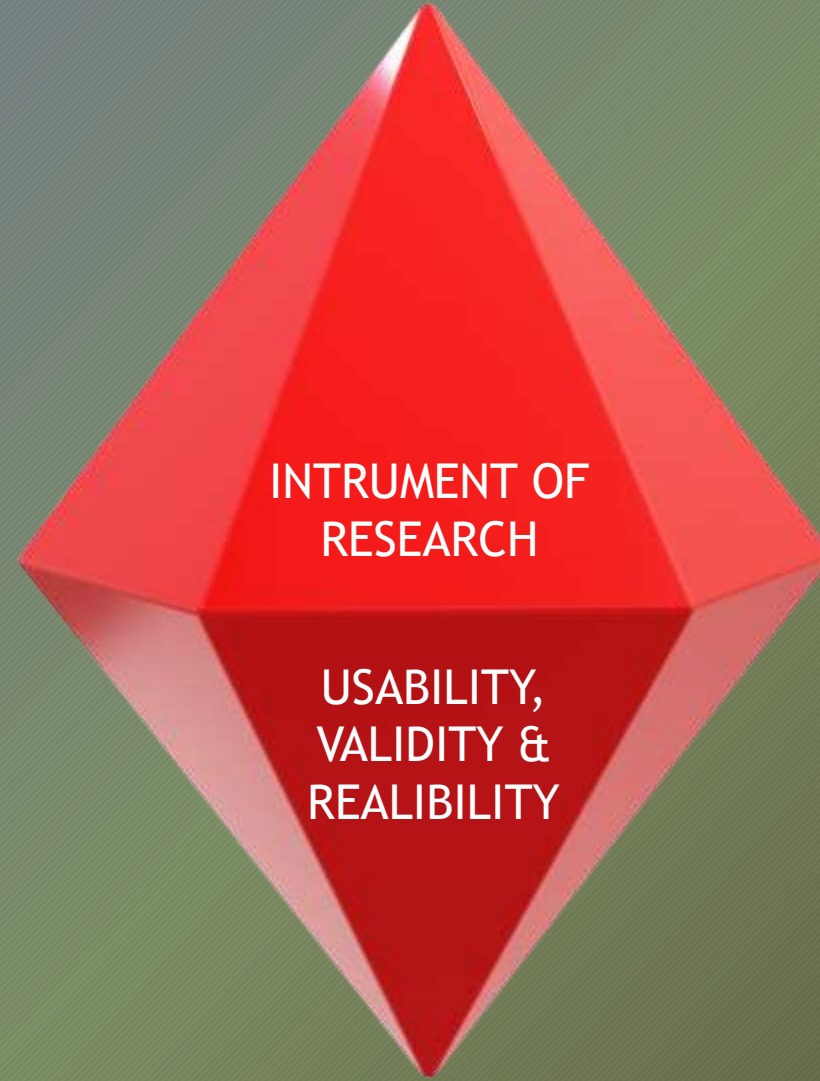 INTRUMENT OF
RESEARCH
USABILITY,
VALIDITY &
REALIBILITY